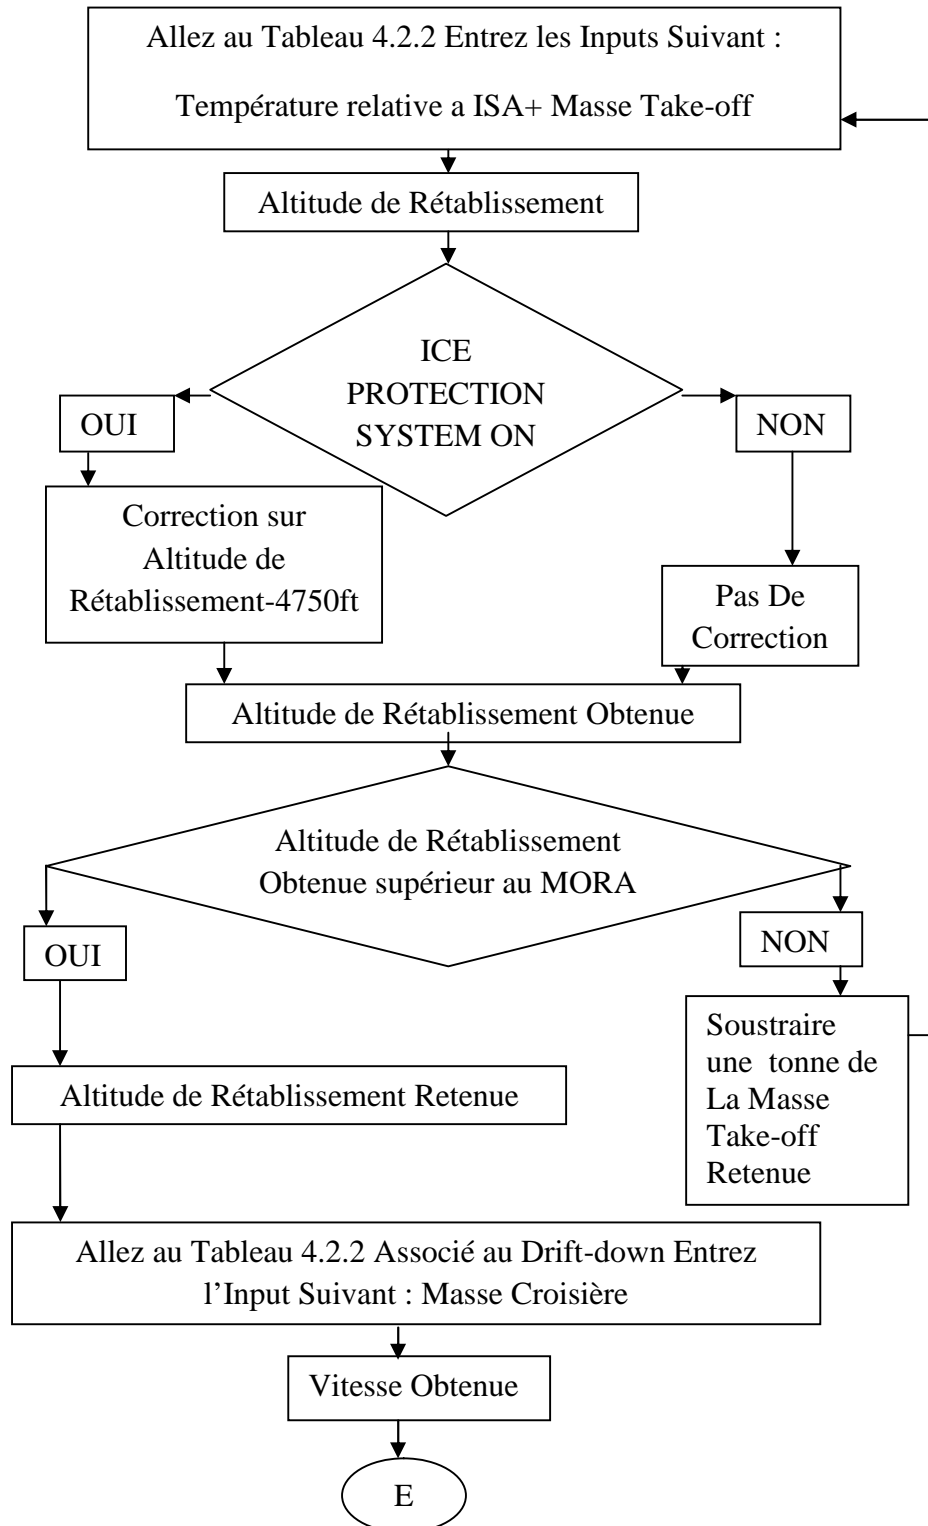 Allez au Tableau 4.2.2 Entrez les Inputs Suivant :
Température relative a ISA+ Masse Take-off
Altitude de Rétablissement
ICE
PROTECTION
SYSTEM ON
OUI
NON
Correction sur
Altitude de
Rétablissement-4750ft
Pas De
Correction
Altitude de Rétablissement Obtenue
Altitude de Rétablissement
Obtenue supérieur au MORA
OUI
NON
Soustraire
une tonne de
La Masse
Take-off
Retenue
Altitude de Rétablissement Retenue
Allez au Tableau 4.2.2 Associé au Drift-down Entrez
l’Input Suivant : Masse Croisière
Vitesse Obtenue
E